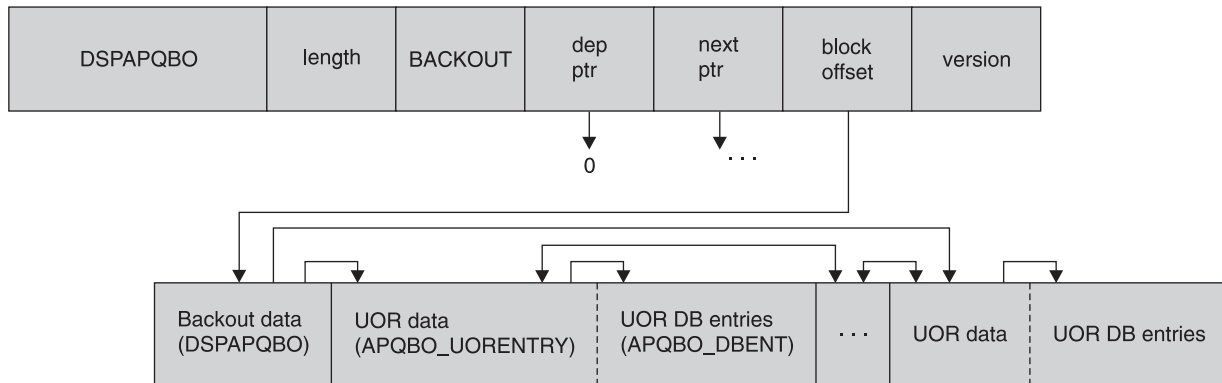 DSPAPQBO
length
BACKOUT
dep
ptr
next
ptr
block
offset
version
0
...
Backout data
(DSPAPQBO)
UOR data
(APQBO_UORENTRY)
UOR DB entries
(APQBO_DBENT)
...
UOR data
UOR DB entries